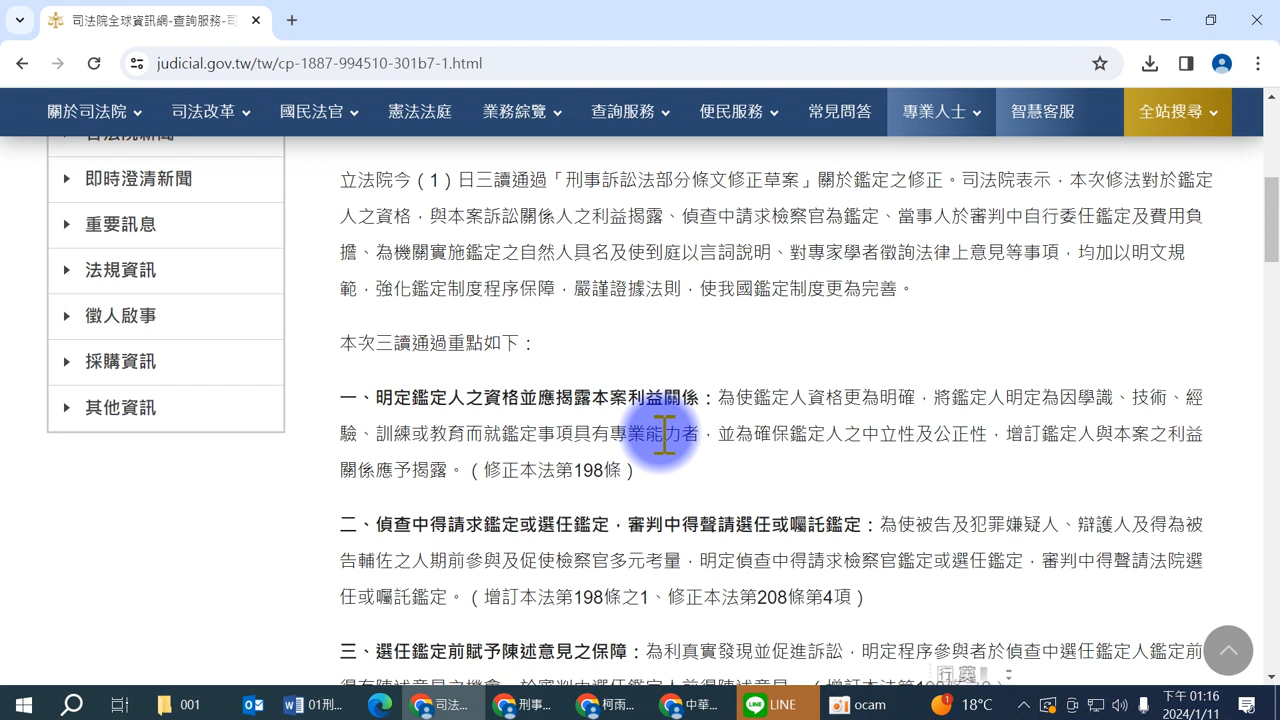 司法院全球資訊網-查詢服務-司
judicial.gov.tw/tw/cp-1887-994510-301b7-1.html
關於司法院 司法改革 國民法官 憲法法庭 業務綜覽 查詢服務 便民服務 常見問答 專業人士 智慧客服 全站搜尋
即時澄清新聞
重要訊息
法規資訊
徵人啟事
採購資訊
其他資訊
立法院今（1）日三讀通過「刑事訴訟法部分條文修正草案」關於鑑定之修正。司法院表示，本次修法對於鑑定
人之資格，與本案訴訟關係人之利益揭露、偵查中請求檢察官為鑑定、當事人於審判中自行委任鑑定及費用負
擔、為機關實施鑑定之自然人具名及使到庭以言詞說明、對專家學者徵詢法律上意見等事項，均加以明文規
範，強化鑑定制度程序保障，嚴謹證據法則，使我國鑑定制度更為完善。
本次三讀通過重點如下：
一、明定鑑定人之資格並應揭露本案利益關係：為使鑑定人資格更為明確，將鑑定人明定為因學識、技術、經
驗、訓練或教育而就鑑定事項具有專業能力者，並為確保鑑定人之中立性及公正性，增訂鑑定人與本案之利益
關係應予揭露。（修正本法第198條）
二、偵查中得請求鑑定或選任鑑定，審判中得聲請選任或囑託鑑定：為使被告及犯罪嫌疑人、辯護人及得為被
告輔佐之人期前參與及促使檢察官多元考量，明定偵查中得請求檢察官鑑定或選任鑑定，審判中得聲請法院選
任或囑託鑑定。（增訂本法第198條之1、修正本法第208條第4項）
三、選任鑑定前賦予陳述意見之保障：為利真實發現並促進訴訟，明定程序參與者於偵查中選任鑑定人鑑定前
001 01刑... 司法... 刑事... 柯雨... 中華... LINE ocam 18°C 下午 01:16
2024/1/11